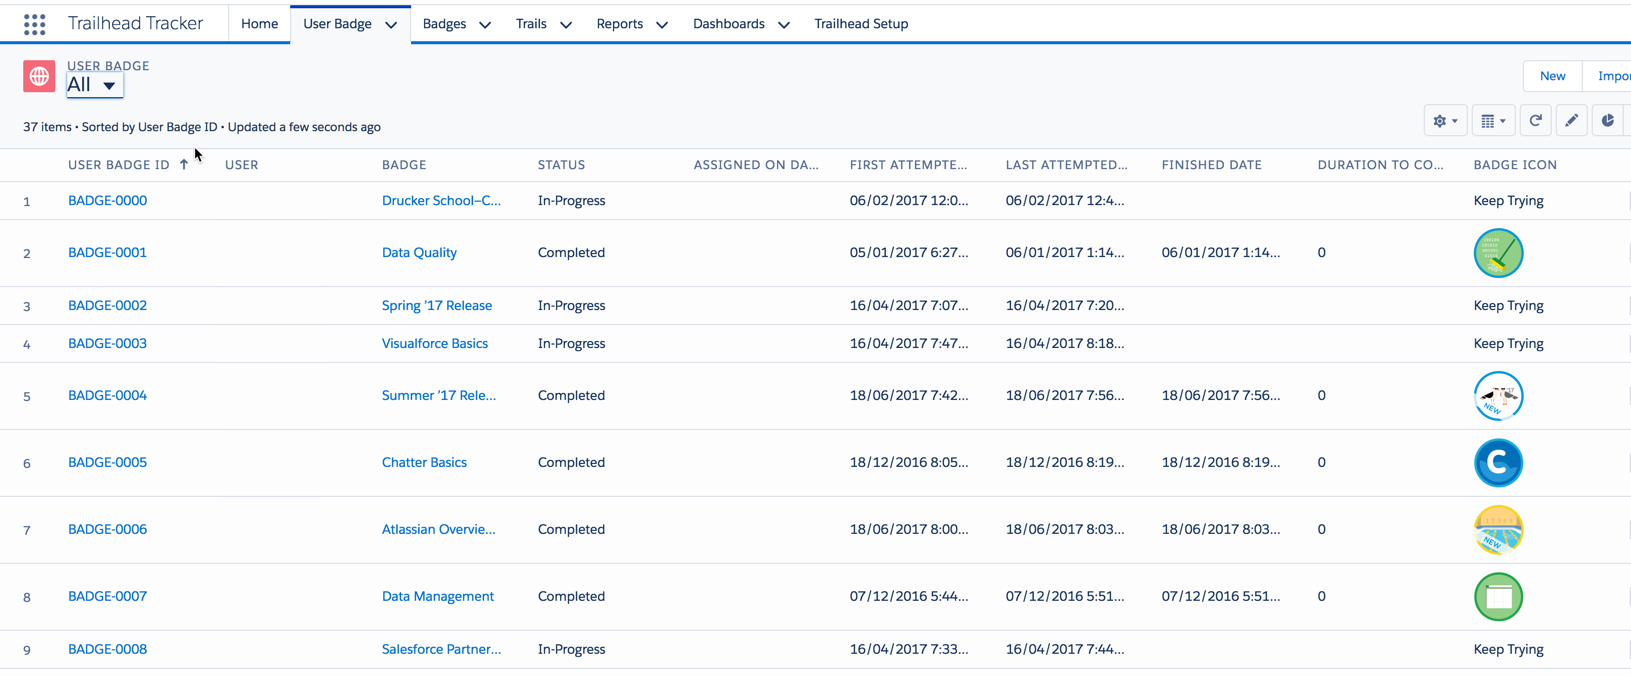 Trailhead Tracker Home User Badge Badges Trails Reports Dashboards Trailhead Setup
USER BADGE
All
New Impor
37 items • Sorted by User Badge ID • Updated a few seconds ago
USER BADGE ID ↑ USER BADGE STATUS ASSIGNED ON DA... FIRST ATTEMPTE... LAST ATTEMPTED... FINISHED DATE DURATION TO CO... BADGE ICON
1 BADGE-0000 Drucker School–C... In-Progress 06/02/2017 12:0... 06/02/2017 12:4... Keep Trying
2 BADGE-0001 Data Quality Completed 05/01/2017 6:27... 06/01/2017 1:14... 06/01/2017 1:14... 0
3 BADGE-0002 Spring ’17 Release In-Progress 16/04/2017 7:07... 16/04/2017 7:20... Keep Trying
4 BADGE-0003 Visualforce Basics In-Progress 16/04/2017 7:47... 16/04/2017 8:18... Keep Trying
5 BADGE-0004 Summer ’17 Rele... Completed 18/06/2017 7:42... 18/06/2017 7:56... 18/06/2017 7:56... 0 NEW
6 BADGE-0005 Chatter Basics Completed 18/12/2016 8:05... 18/12/2016 8:19... 18/12/2016 8:19... 0 C
7 BADGE-0006 Atlassian Overvie... Completed 18/06/2017 8:00... 18/06/2017 8:03... 18/06/2017 8:03... 0 NEW
8 BADGE-0007 Data Management Completed 07/12/2016 5:44... 07/12/2016 5:51... 07/12/2016 5:51... 0
9 BADGE-0008 Salesforce Partner... In-Progress 16/04/2017 7:33... 16/04/2017 7:44... Keep Trying